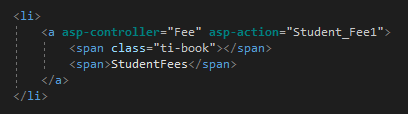 <li>
<a asp-controller="Fee" asp-action="Student_Fee1">
<span class="ti-book"></span>
<span>StudentFees</span>
</a>
</li>